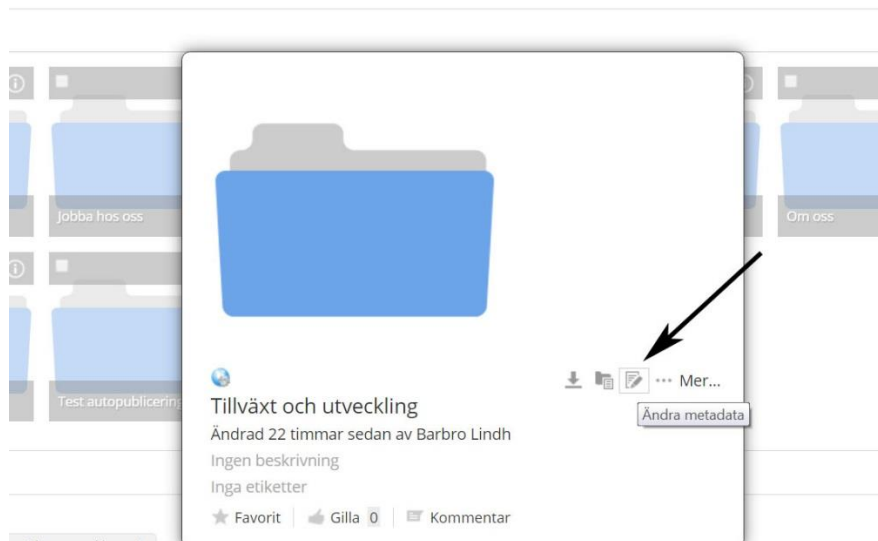 Jobba hos oss
Om oss
Test autopublicering
Mer...
Ändra metadata
Tillväxt och utveckling
Ändrad 22 timmar sedan av Barbro Lindh
Ingen beskrivning
Inga etiketter
Favorit Gilla 0 Kommentar